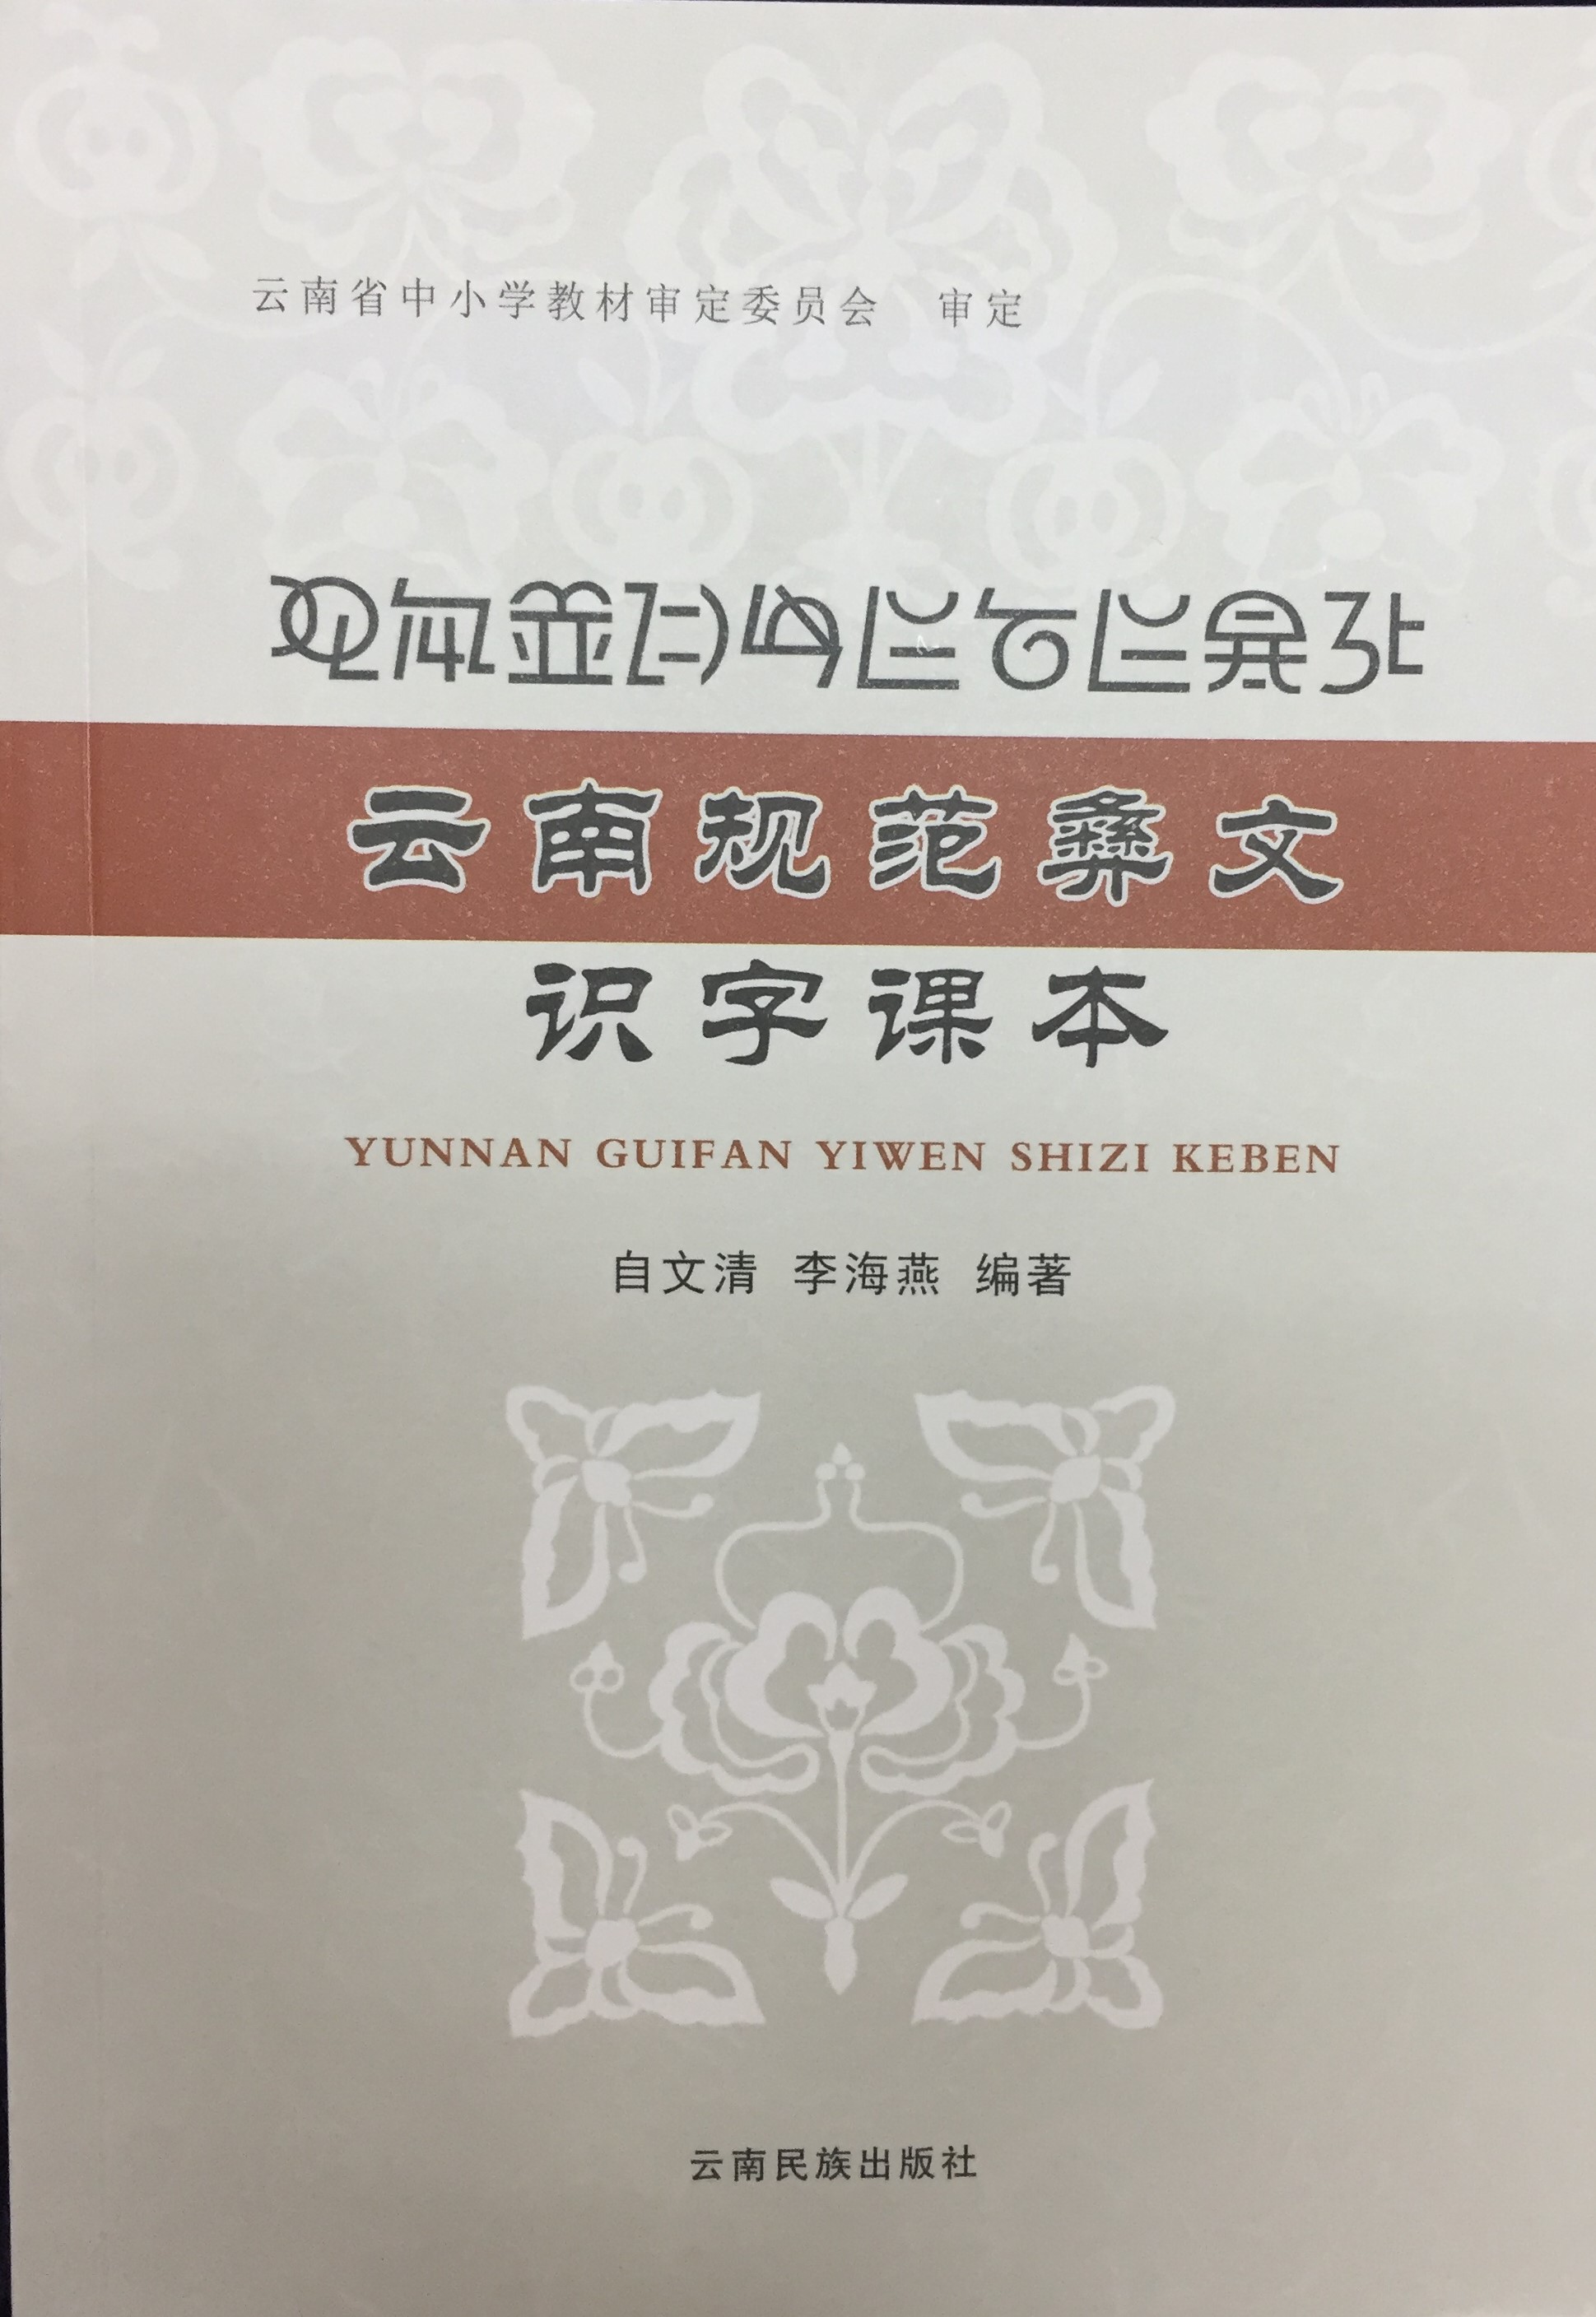 云南省中小学教材审定委员会 审定
云南规范彝文
识字课本
YUNNAN GUIFAN YIWEN SHIZI KEBEN
自文清 李海燕 编著
云南民族出版社